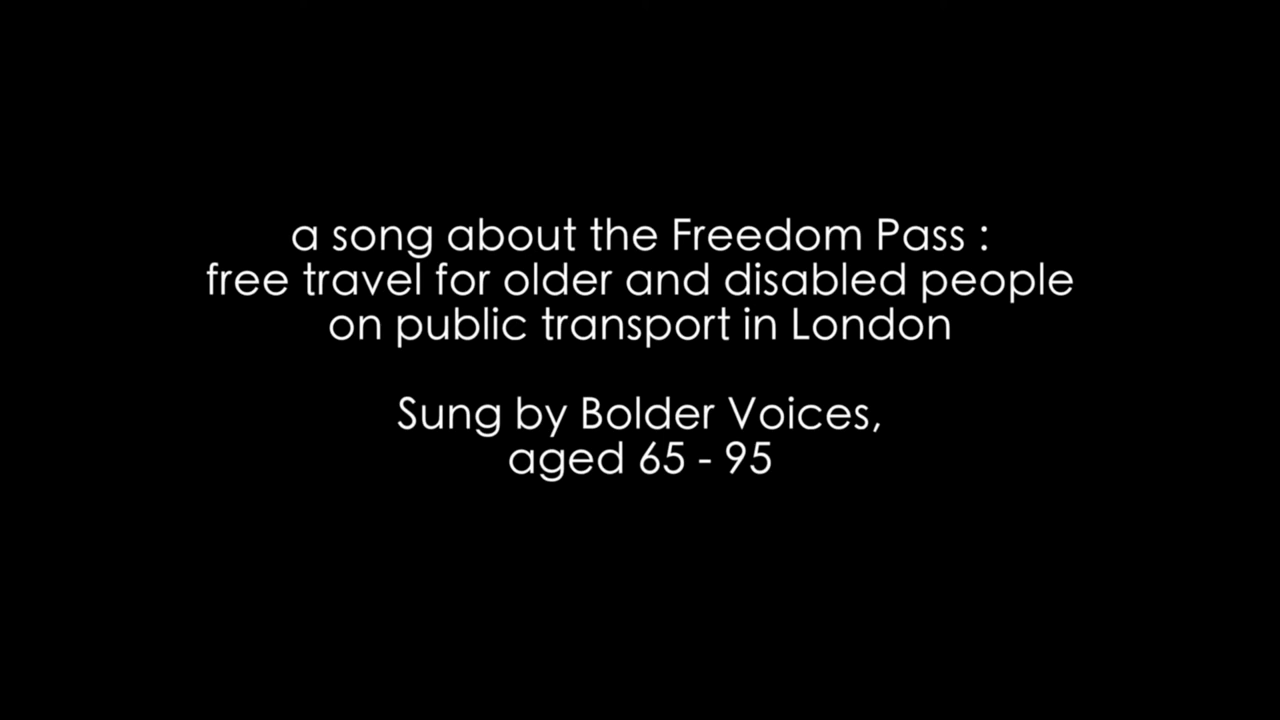 a song about the Freedom Pass :
free travel for older and disabled people
on public transport in London
Sung by Bolder Voices,
aged 65 - 95